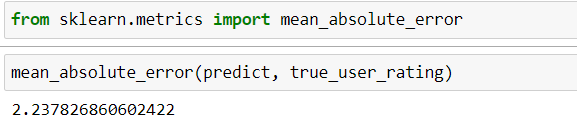 from sklearn.metrics import mean_absolute_error
mean_absolute_error(predict, true_user_rating)
2.237826860602422